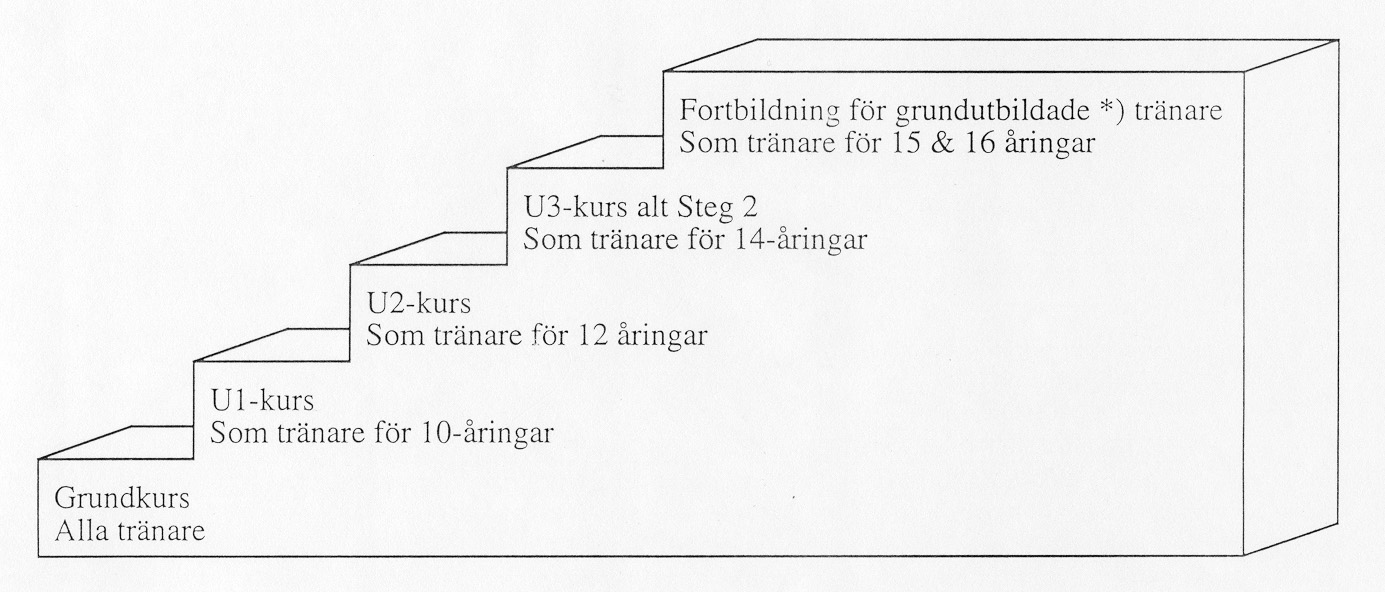 Fortbildning för grundutbildade *) tränare
Som tränare för 15 & 16 åringar
U3-kurs alt Steg 2
Som tränare för 14-åringar
U2-kurs
Som tränare för 12 åringar
U1-kurs
Som tränare för 10-åringar
Grundkurs
Alla tränare